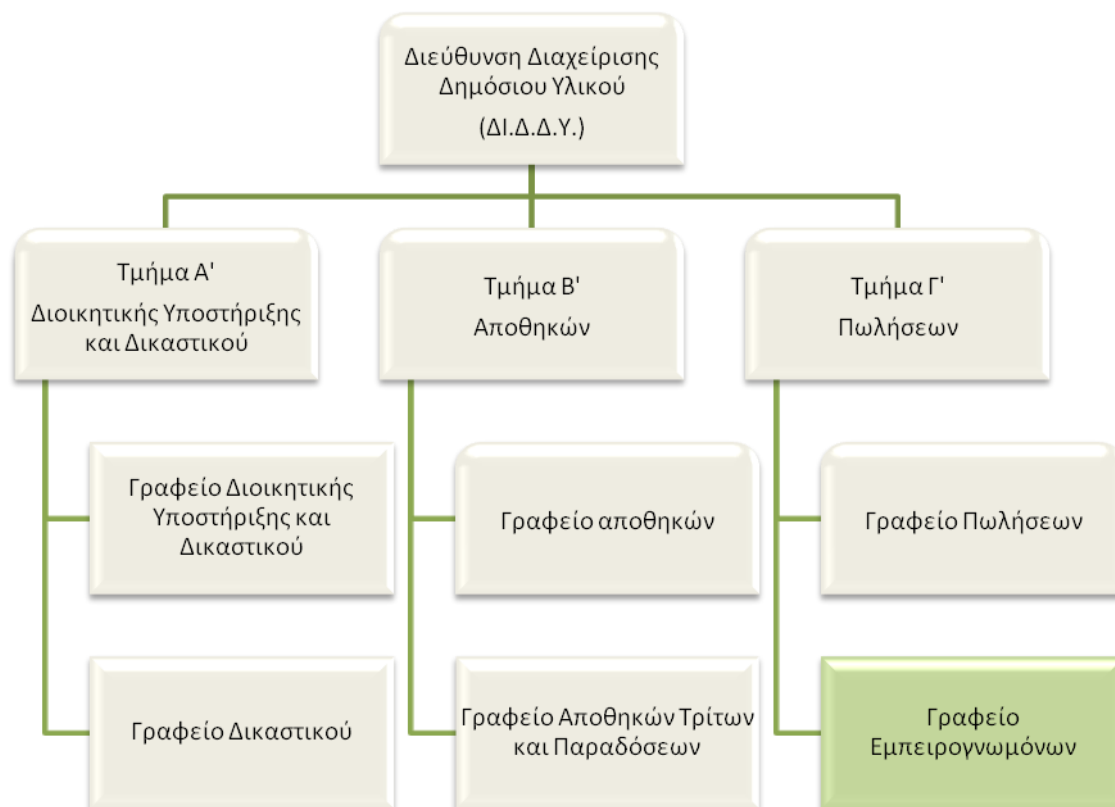 Διεύθυνση Διαχείρισης
Δημόσιου Υλικού
(ΔΙ.Δ.Δ.Υ.)
Τμήμα Α'
Διοικητικής Υποστήριξης
και Δικαστικού
Τμήμα Β'
Αποθηκών
Τμήμα Γ'
Πωλήσεων
Γραφείο Διοικητικής
Υποστήριξης και
Δικαστικού
Γραφείο αποθηκών
Γραφείο Πωλήσεων
Γραφείο Δικαστικού
Γραφείο Αποθηκών Τρίτων
και Παραδόσεων
Γραφείο
Εμπειρογνωμόνων